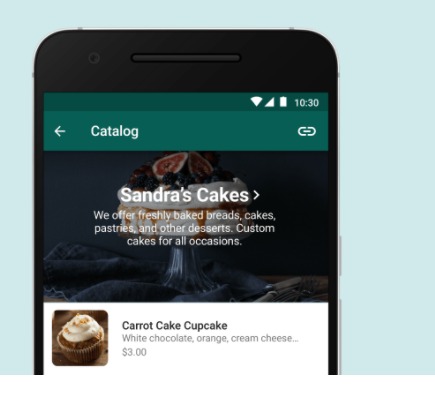 10:30
Catalog
Sandra's Cakes
We offer freshly baked breads, cakes,
pastries, and other desserts. Custom
cakes for all occasions.
Carrot Cake Cupcake
White chocolate, orange, cream cheese...
$3.00